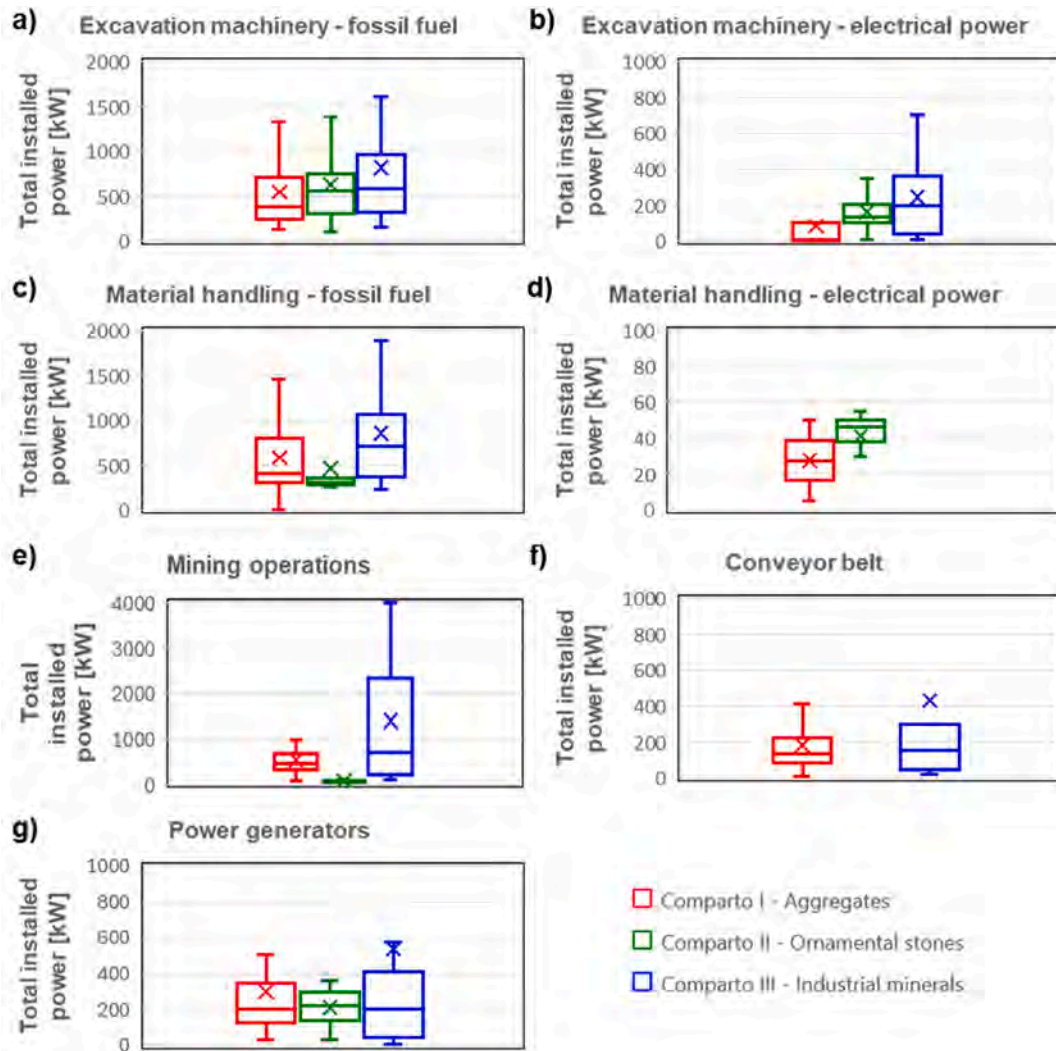 a)
Excavation machinery - fossil fuel
Total installed
power [kW]
2000
1500
1000
500
0
b)
Excavation machinery - electrical power
Total installed
power [kW]
1000
800
600
400
200
0
c)
Material handling - fossil fuel
Total installed
power [kW]
2000
1500
1000
500
0
d)
Material handling - electrical power
Total installed
power [kW]
100
80
60
40
20
0
e)
Mining operations
Total
installed
power [kW]
4000
3000
2000
1000
0
f)
Conveyor belt
Total installed
power [kW]
1000
800
600
400
200
0
g)
Power generators
Total installed
power [kW]
1000
800
600
400
200
0
Comparto I - Aggregates
Comparto II - Ornamental stones
Comparto III - Industrial minerals